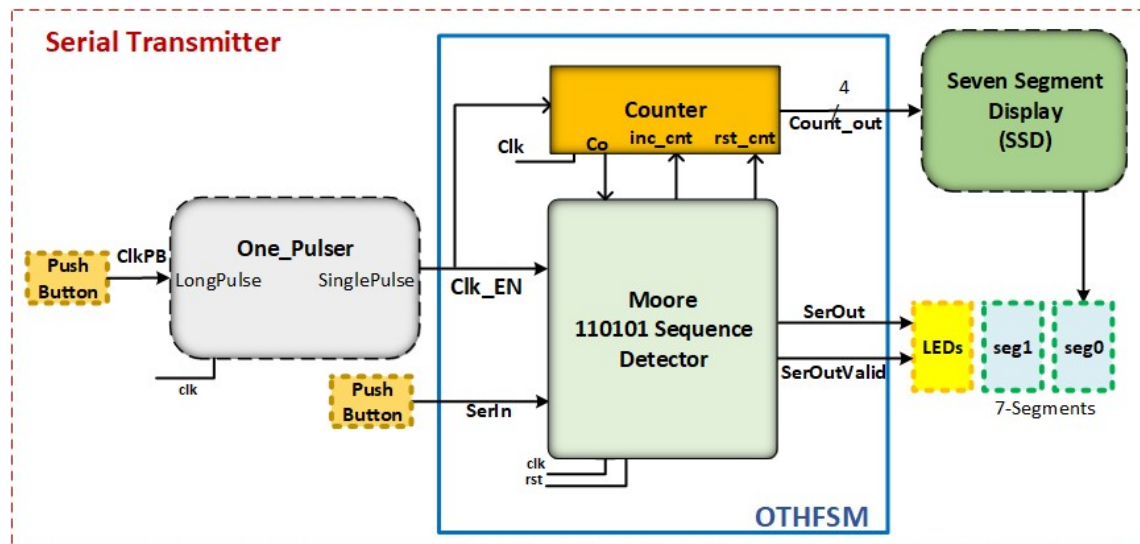 Serial Transmitter
4
Counter
Seven Segment
Display
(SSD)
Count_out
Clk
Co
inc_cnt
rst_cnt
One_Pulser
ClkPB
Push
Button
LongPulse
SinglePulse
Clk_EN
Moore
110101 Sequence
Detector
SerOut
LEDs
seg1
seg0
SerOutValid
7-Segments
clk
Push
Button
SerIn
clk
rst
OTHFSM